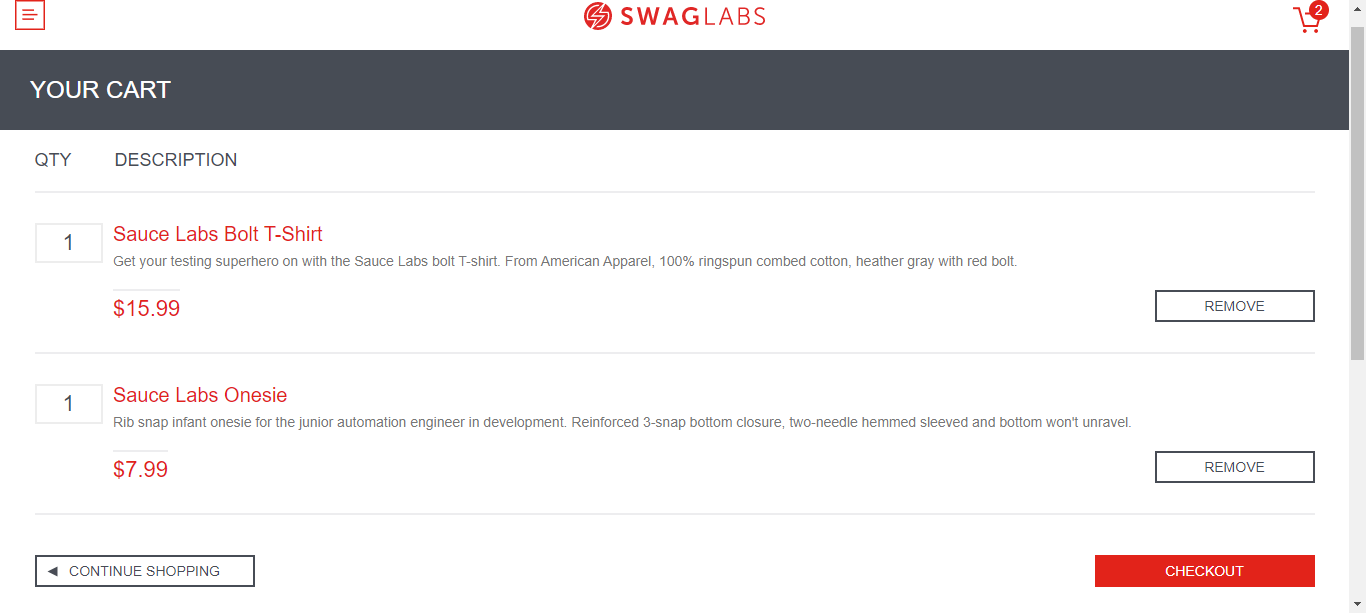 SWAGLABS
2
YOUR CART
QTY DESCRIPTION
1 Sauce Labs Bolt T-Shirt
Get your testing superhero on with the Sauce Labs bolt T-shirt. From American Apparel, 100% ringspun combed cotton, heather gray with red bolt.
$15.99 REMOVE
1 Sauce Labs Onesie
Rib snap infant onesie for the junior automation engineer in development. Reinforced 3-snap bottom closure, two-needle hemmed sleeved and bottom won't unravel.
$7.99 REMOVE
CONTINUE SHOPPING CHECKOUT